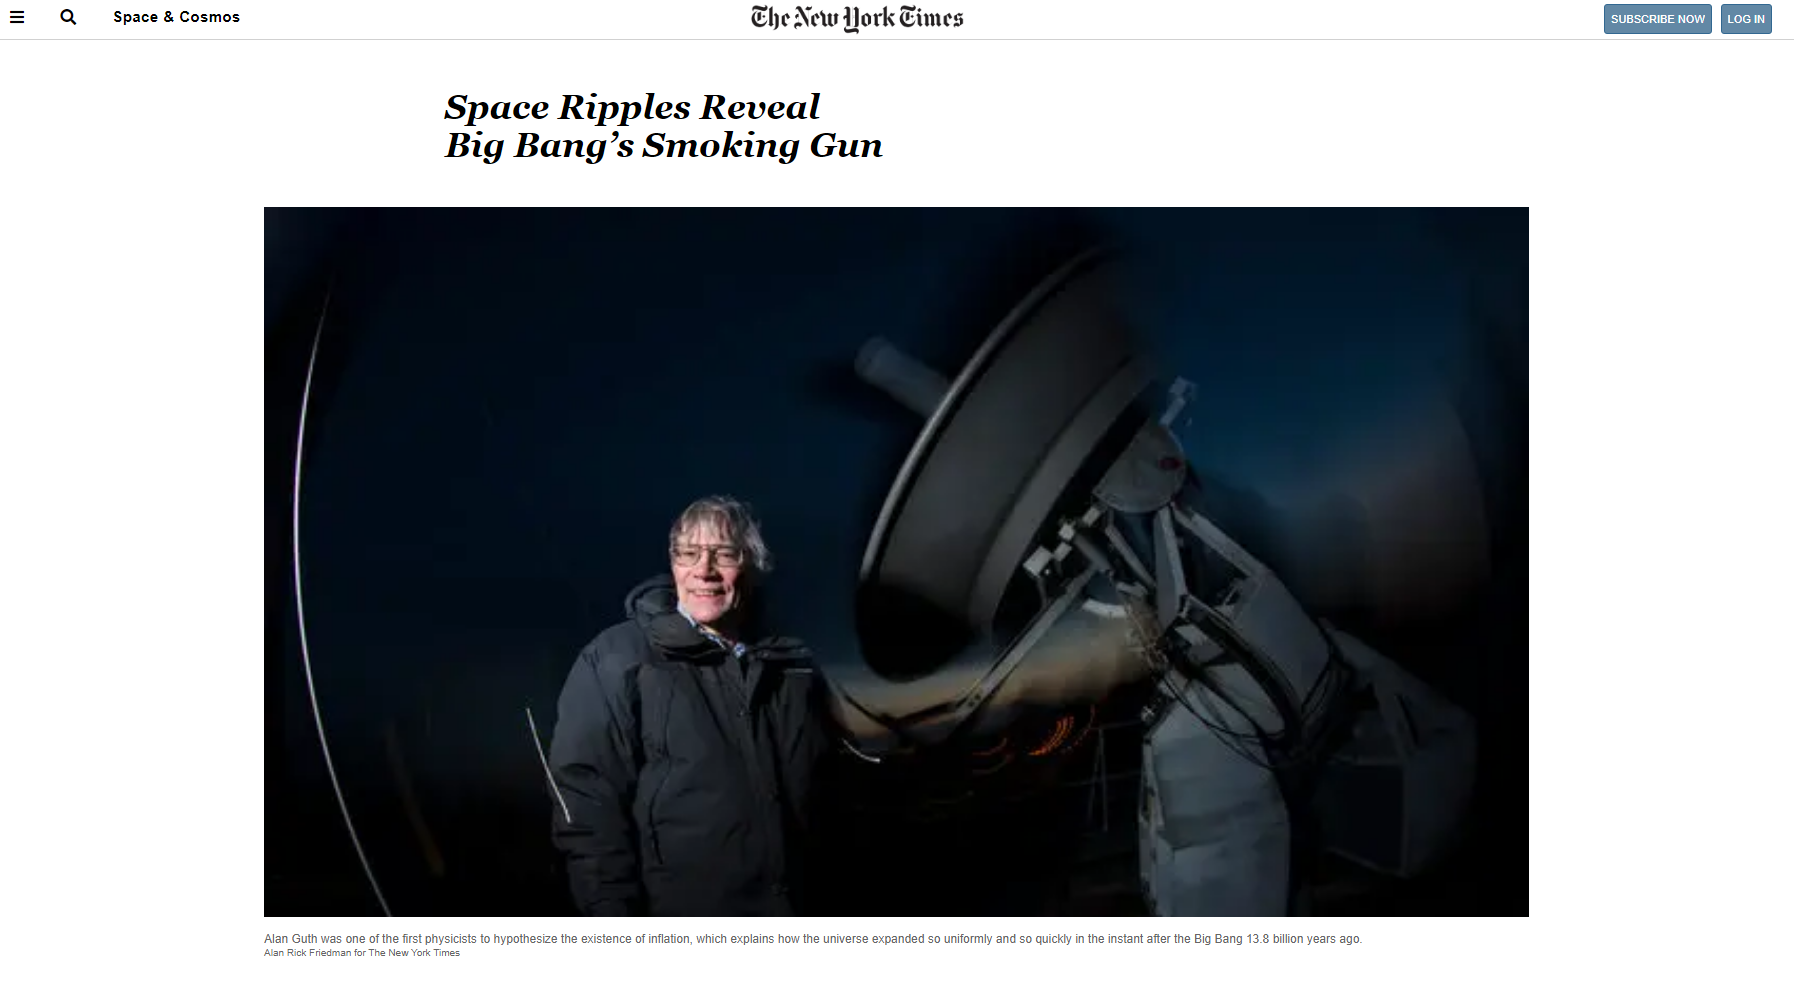 Space & Cosmos
The New York Times
SUBSCRIBE NOW
LOG IN
Space Ripples Reveal
Big Bang’s Smoking Gun
Alan Guth was one of the first physicists to hypothesize the existence of inflation, which explains how the universe expanded so uniformly and so quickly in the instant after the Big Bang 13.8 billion years ago.
Alan Rick Friedman for The New York Times